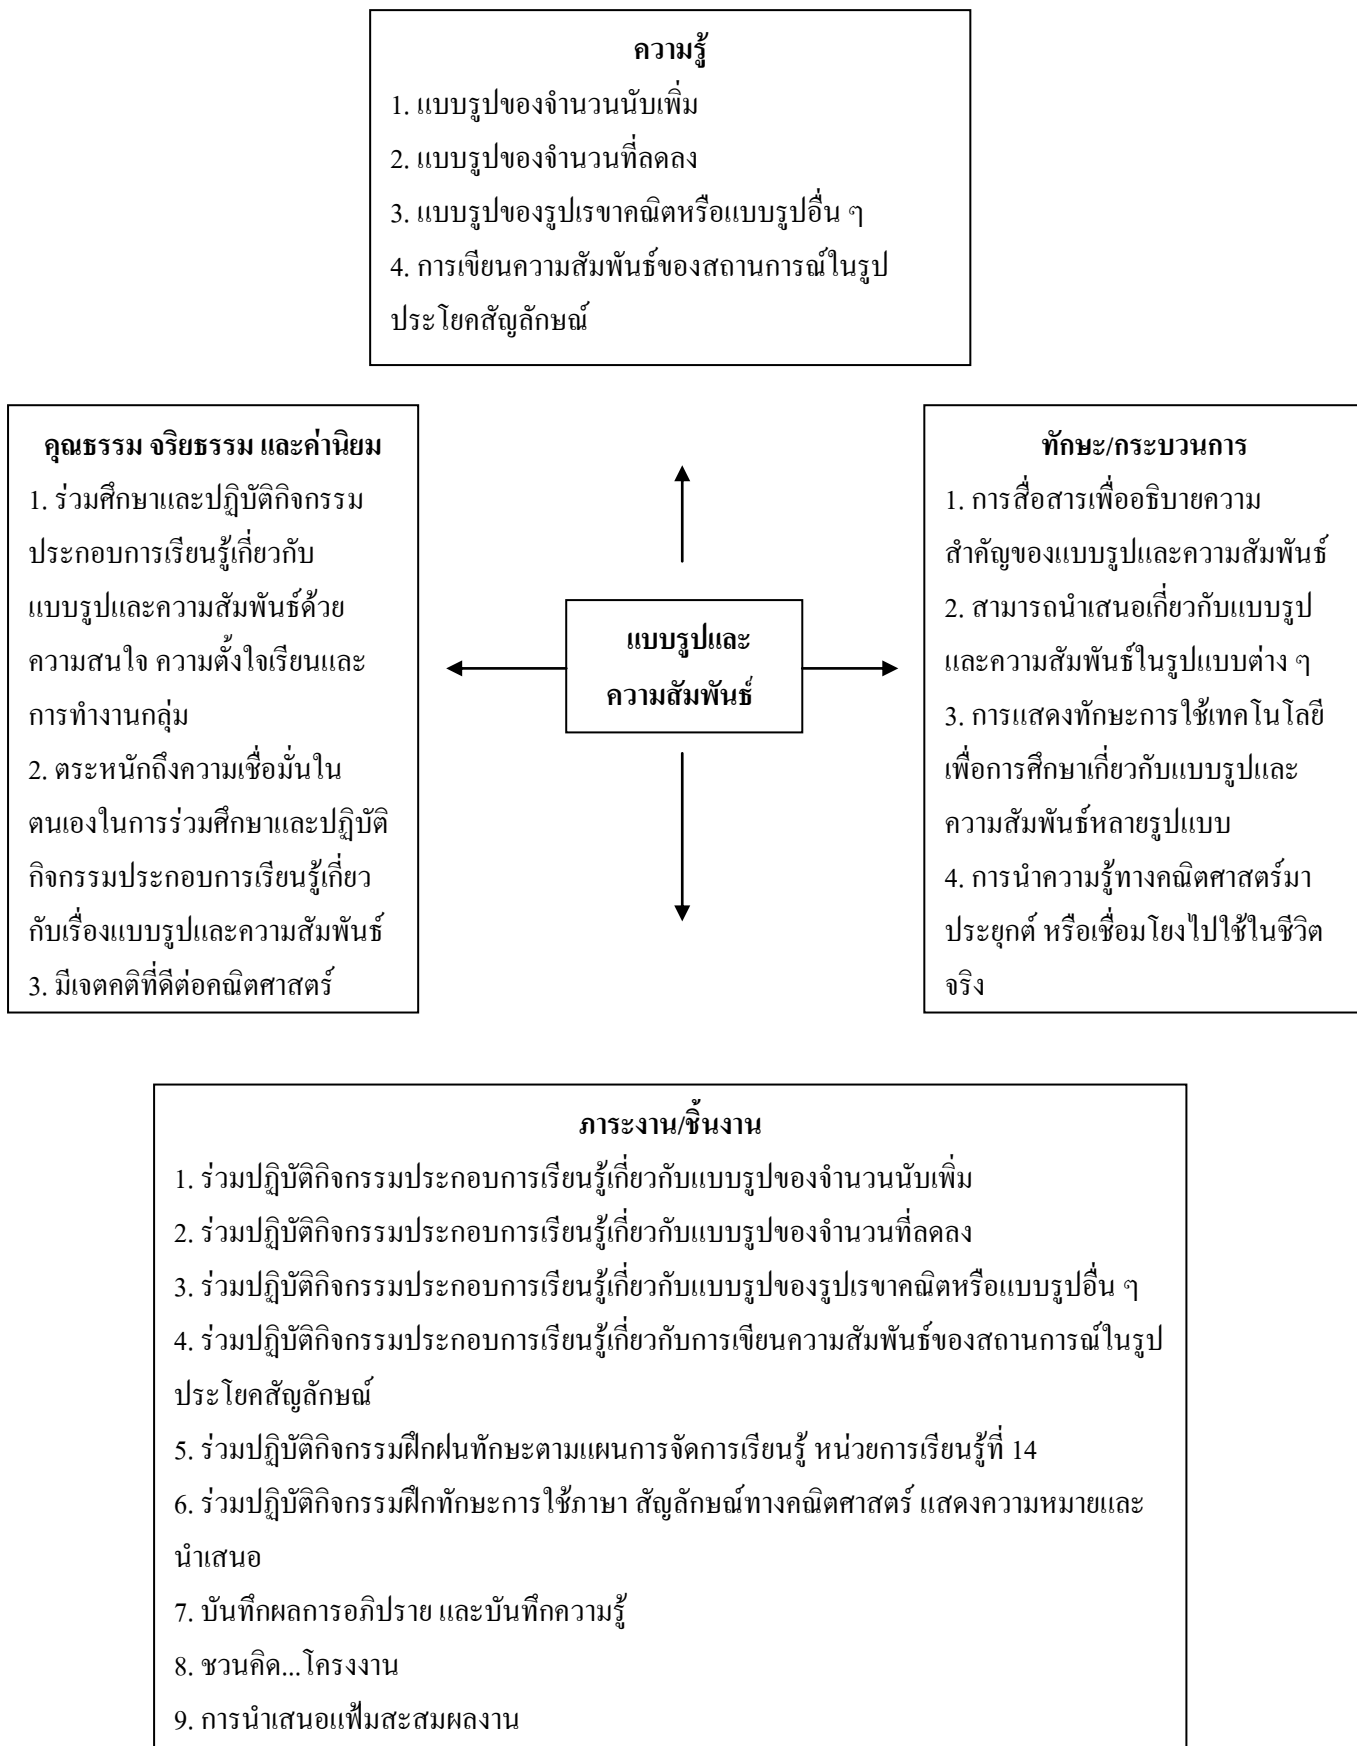 ความรู้
1. แบบรูปของจำนวนนับเพิ่ม
2. แบบรูปของจำนวนที่ลดลง
3. แบบรูปของรูปเรขาคณิตหรือแบบรูปอื่น ๆ
4. การเขียนความสัมพันธ์ของสถานการณ์ในรูป
ประโยคสัญลักษณ์
คุณธรรม จริยธรรม และค่านิยม
1. ร่วมศึกษาและปฏิบัติกิจกรรม
ประกอบการเรียนรู้เกี่ยวกับ
แบบรูปและความสัมพันธ์ด้วย
ความสนใจ ความตั้งใจเรียนและ
การทำงานกลุ่ม
2. ตระหนักถึงความเชื่อมั่นใน
ตนเองในการร่วมศึกษาและปฏิบัติ
กิจกรรมประกอบการเรียนรู้เกี่ยว
กับเรื่องแบบรูปและความสัมพันธ์
3. มีเจตคติที่ดีต่อคณิตศาสตร์
แบบรูปและ
ความสัมพันธ์
ทักษะ/กระบวนการ
1. การสื่อสารเพื่ออธิบายความ
สำคัญของแบบรูปและความสัมพันธ์
2. สามารถนำเสนอเกี่ยวกับแบบรูป
และความสัมพันธ์ในรูปแบบต่าง ๆ
3. การแสดงทักษะการใช้เทคโนโลยี
เพื่อการศึกษาเกี่ยวกับแบบรูปและ
ความสัมพันธ์หลายรูปแบบ
4. การนำความรู้ทางคณิตศาสตร์มา
ประยุกต์ หรือเชื่อมโยงไปใช้ในชีวิต
จริง
ภาระงาน/ชิ้นงาน
1. ร่วมปฏิบัติกิจกรรมประกอบการเรียนรู้เกี่ยวกับแบบรูปของจำนวนนับเพิ่ม
2. ร่วมปฏิบัติกิจกรรมประกอบการเรียนรู้เกี่ยวกับแบบรูปของจำนวนที่ลดลง
3. ร่วมปฏิบัติกิจกรรมประกอบการเรียนรู้เกี่ยวกับแบบรูปของรูปเรขาคณิตหรือแบบรูปอื่น ๆ
4. ร่วมปฏิบัติกิจกรรมประกอบการเรียนรู้เกี่ยวกับการเขียนความสัมพันธ์ของสถานการณ์ในรูป
ประโยคสัญลักษณ์
5. ร่วมปฏิบัติกิจกรรมฝึกฝนทักษะตามแผนการจัดการเรียนรู้ หน่วยการเรียนรู้ที่ 14
6. ร่วมปฏิบัติกิจกรรมฝึกทักษะการใช้ภาษา สัญลักษณ์ทางคณิตศาสตร์ แสดงความหมายและ
นำเสนอ
7. บันทึกผลการอภิปราย และบันทึกความรู้
8. ชวนคิด...โครงงาน
9. การนำเสนอแฟ้มสะสมผลงาน